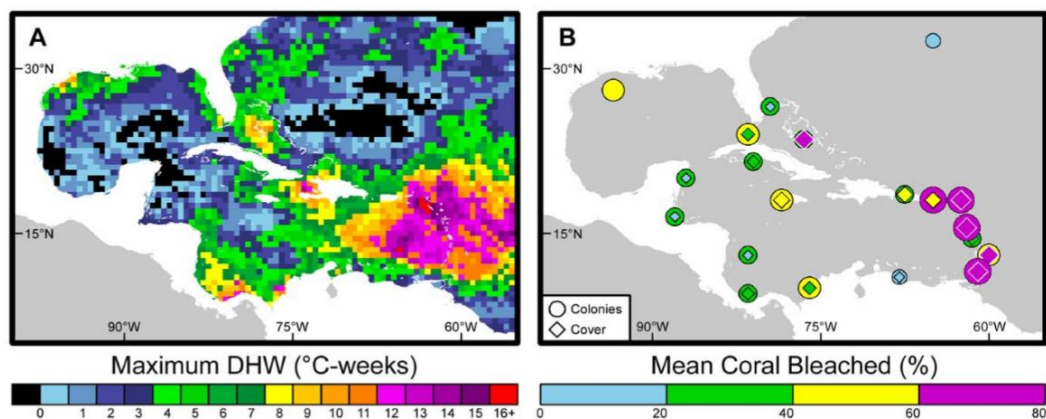 A
B
30°N
15°N
90°W 75°W 60°W
30°N
15°N
Colonies
Cover
90°W 75°W 60°W
Maximum DHW (°C-weeks)
0 1 2 3 4 5 6 7 8 9 10 11 12 13 14 15 16+
Mean Coral Bleached (%)
0 20 40 60 80